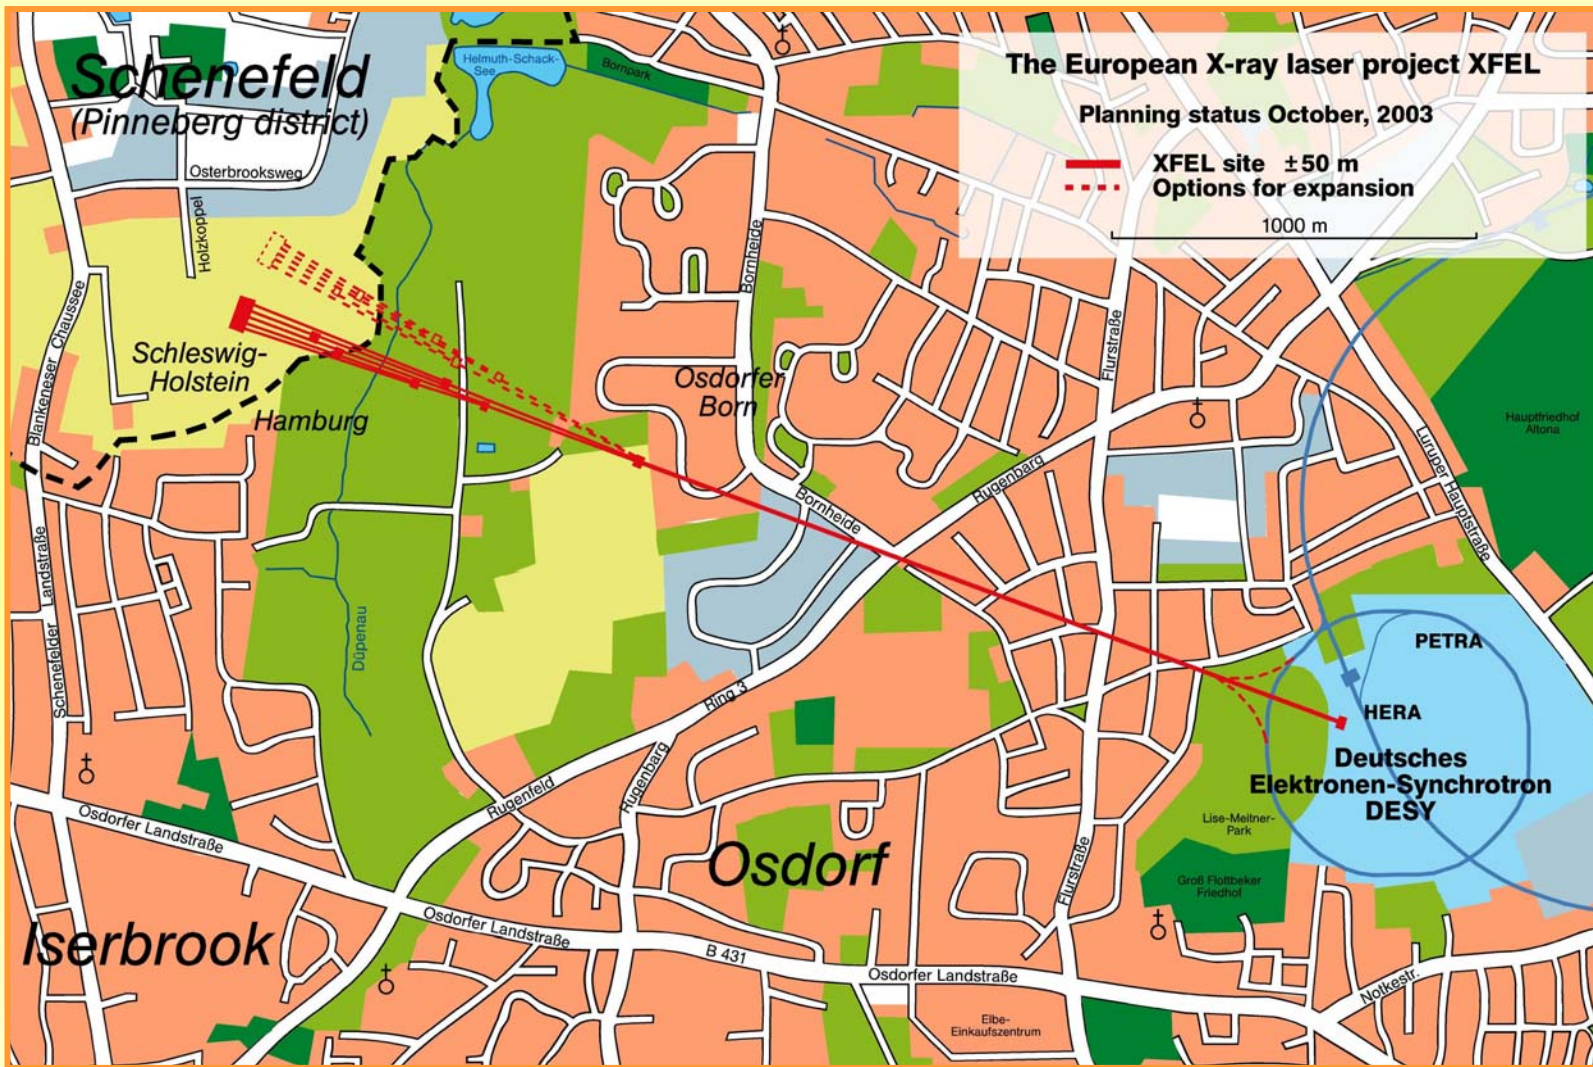 Schenefeld
(Pinneberg district)
Helmuth-Schack-
See
Bornpark
The European X-ray laser project XFEL
Planning status October, 2003
XFEL site ±50 m
Options for expansion
1000 m
Osterbrooksweg
Holzkoppel
Blankeneser Chaussee
Schleswig-
Holstein
Hamburg
Bornheide
Osdorfer
Born
Flurstraße
Hauptfriedhof
Altona
Luruper Hauptstraße
Rugenbarg
Bornheide
Schenefelder Landstraße
Düpenau
PETRA
HERA
Deutsches
Elektronen-Synchrotron
DESY
Ring 3
Rugenbarg
Rugenfeld
Lise-Meitner-
Park
Osdorfer Landstraße
Osdorf
Flurstraße
Groß Flottbeker
Friedhof
Iserbrook
Osdorfer Landstraße
B 431
Osdorfer Landstraße
Notkestr.
Elbe-
Einkaufszentrum